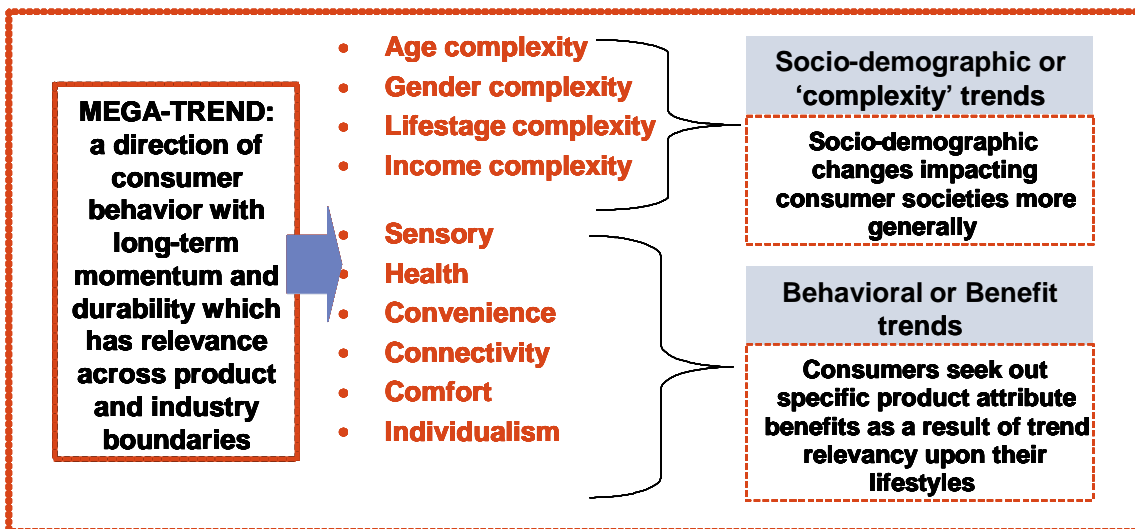 MEGA-TREND:
a direction of
consumer
behavior with
long-term
momentum and
durability which
has relevance
across product
and industry
boundaries
• Age complexity
• Gender complexity
• Lifestage complexity
• Income complexity
• Sensory
• Health
• Convenience
• Connectivity
• Comfort
• Individualism
Socio-demographic or
‘complexity’ trends
Socio-demographic
changes impacting
consumer societies more
generally
Behavioral or Benefit
trends
Consumers seek out
specific product attribute
benefits as a result of trend
relevancy upon their
lifestyles